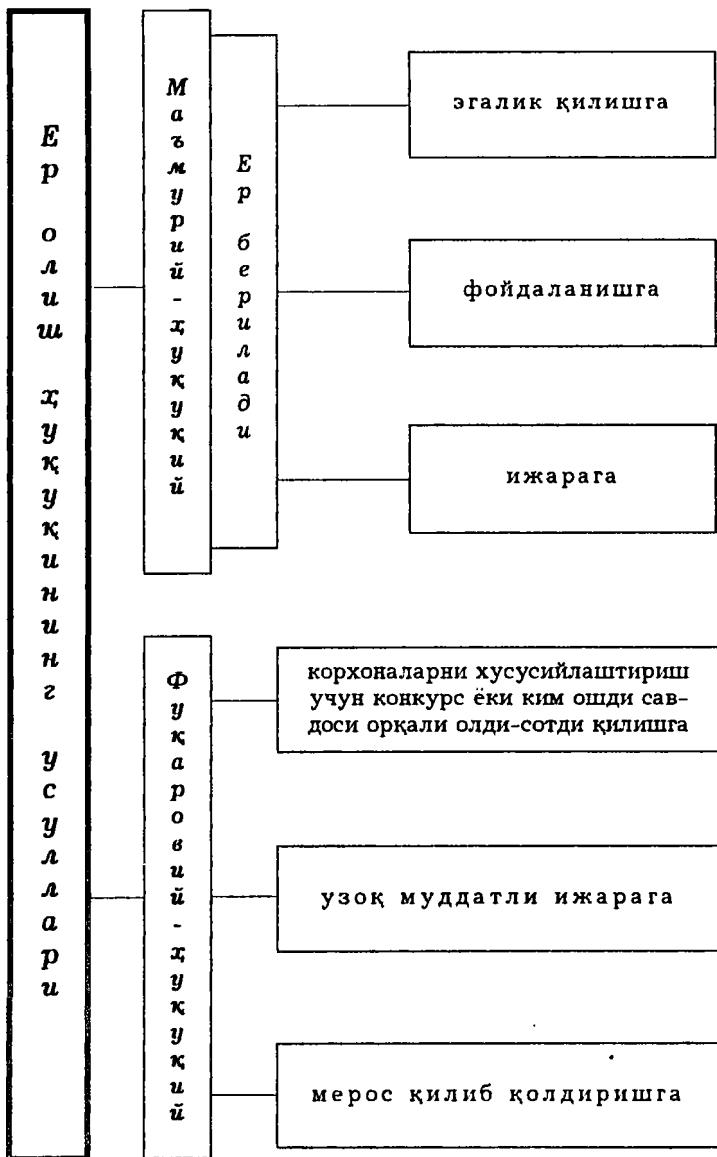 Ер олиш ҳуқуқининг усуллари
Маъмурий-ҳуқуқий
Ер берилади
эгалик қилишга
фойдаланишга
ижарага
Фуқаровий-ҳуқуқий
корхоналарни хусусийлаштириш
учун конкурс ёки ким ошди сав-
доси орқали олди-сотди қилишга
узоқ муддатли ижарага
мерос қилиб қолдиришга